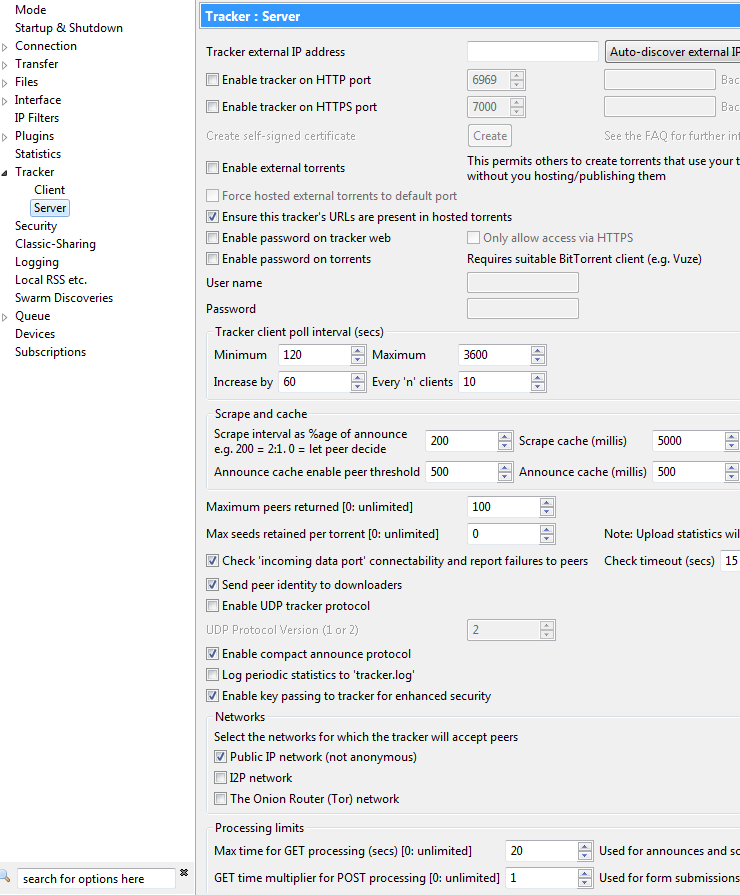 Mode
Startup & Shutdown
Connection
Transfer
Files
Interface
IP Filters
Plugins
Statistics
Tracker
Client
Server
Security
Classic-Sharing
Logging
Local RSS etc.
Swarm Discoveries
Queue
Devices
Subscriptions
search for options here
Tracker : Server
Tracker external IP address Auto-discover external IP
Enable tracker on HTTP port 6969 Bac
Enable tracker on HTTPS port 7000 Bac
Create self-signed certificate Create See the FAQ for further inf
Enable external torrents This permits others to create torrents that use your t
without you hosting/publishing them
Force hosted external torrents to default port
Ensure this tracker's URLs are present in hosted torrents
Enable password on tracker web Only allow access via HTTPS
Enable password on torrents Requires suitable BitTorrent client (e.g. Vuze)
User name
Password
Tracker client poll interval (secs)
Minimum 120 Maximum 3600
Increase by 60 Every 'n' clients 10
Scrape and cache
Scrape interval as %age of announce
e.g. 200 = 2:1. 0 = let peer decide 200 Scrape cache (millis) 5000
Announce cache enable peer threshold 500 Announce cache (millis) 500
Maximum peers returned [0: unlimited] 100
Max seeds retained per torrent [0: unlimited] 0 Note: Upload statistics wil
Check 'incoming data port' connectability and report failures to peers Check timeout (secs) 15
Send peer identity to downloaders
Enable UDP tracker protocol
UDP Protocol Version (1 or 2) 2
Enable compact announce protocol
Log periodic statistics to 'tracker.log'
Enable key passing to tracker for enhanced security
Networks
Select the networks for which the tracker will accept peers
Public IP network (not anonymous)
I2P network
The Onion Router (Tor) network
Processing limits
Max time for GET processing (secs) [0: unlimited] 20 Used for announces and sc
GET time multiplier for POST processing [0: unlimited] 1 Used for form submissions